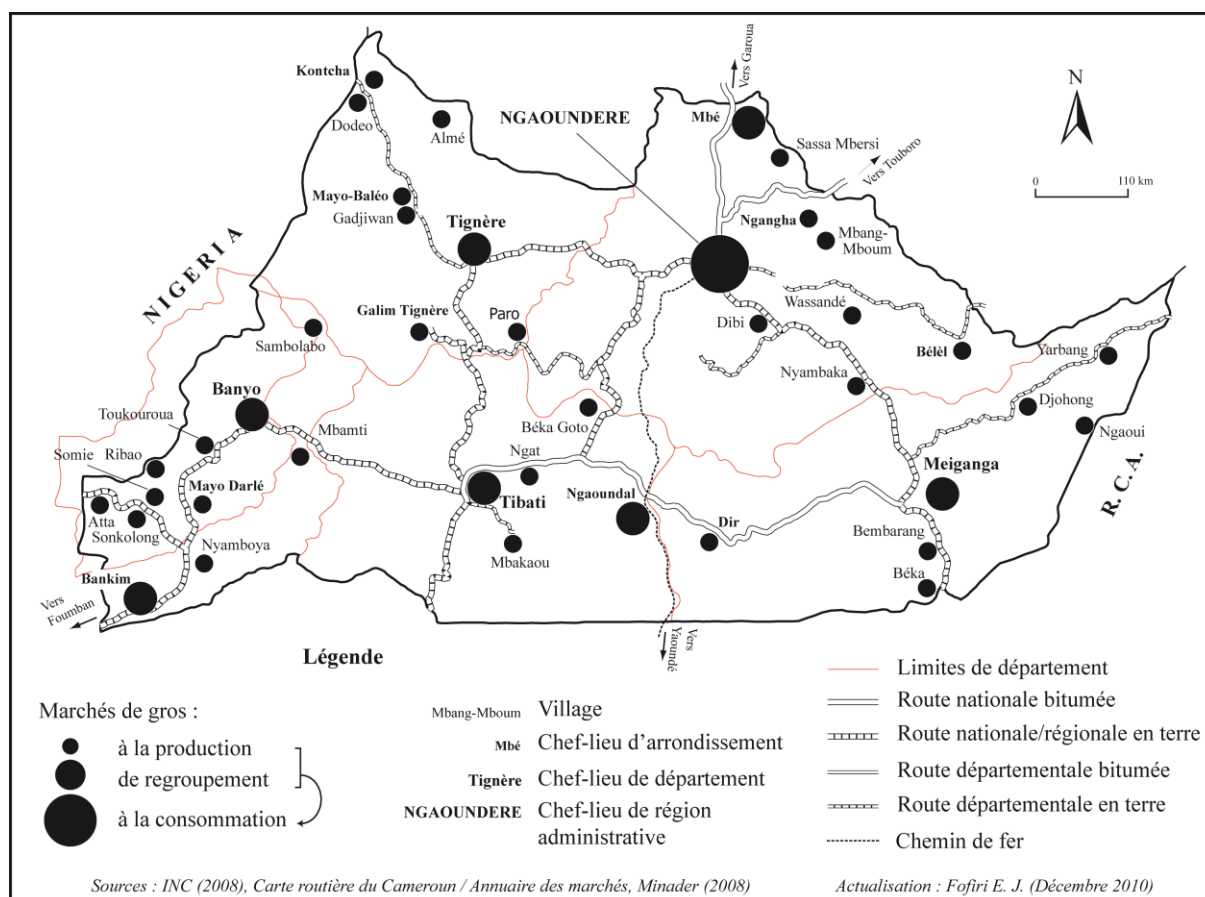 Vers Garoua
N
Kontcha
Dodeo
Almé
NGAOUNDERE
Mbé
Sassa Mbersi
Vers Touboro
0 110 km
Mayo-Baléo
Gadjiwan
Tignère
Ngangha
Mbang-
Mboum
NIGERIA
Galim Tignère
Paro
Dibi
Wassandé
Sambolabo
Bélèl
Yarbang
Banyo
Nyambaka
Djohong
Toukouroua
Mbamti
Béka Goto
Ngaoui
Somie
Ribao
Ngat
Meiganga
R. C. A.
Mayo Darlé
Tibati
Ngaoundal
Atta
Sonkolong
Dir
Bembarang
Nyamboya
Mbakaou
Béka
Bankim
Vers
Foumban
Vers
Yaoundé
Légende
Marchés de gros :
à la production
de regroupement
à la consommation
Mbang-Mboum Village
Mbé Chef-lieu d'arrondissement
Tignère Chef-lieu de département
NGAOUNDERE Chef-lieu de région
administrative
Limites de département
Route nationale bitumée
Route nationale/régionale en terre
Route départementale bitumée
Route départementale en terre
Chemin de fer
Sources : INC (2008), Carte routière du Cameroun / Annuaire des marchés, Minader (2008)
Actualisation : Fofiri E. J. (Décembre 2010)